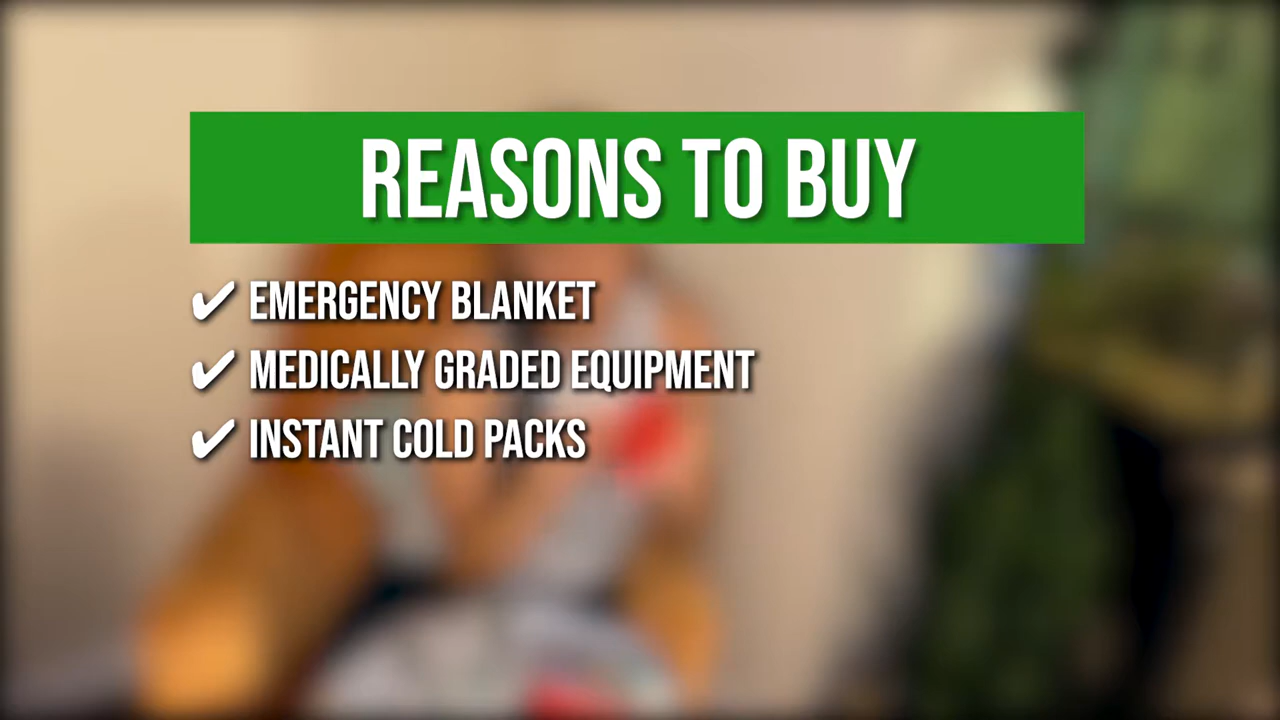 REASONS TO BUY
✔ EMERGENCY BLANKET
✔ MEDICALLY GRADED EQUIPMENT
✔ INSTANT COLD PACKS